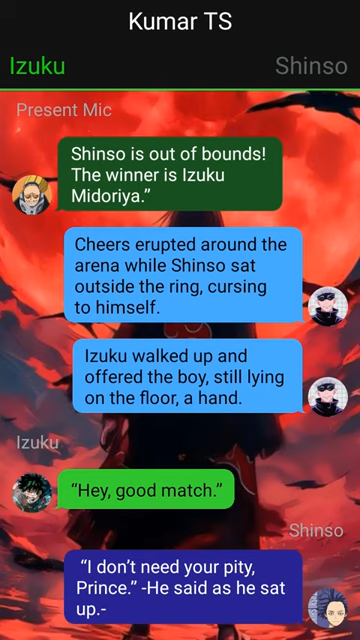 Kumar TS
Izuku Shinso
Present Mic
Shinso is out of bounds!
The winner is Izuku
Midoriya.”
Cheers erupted around the
arena while Shinso sat
outside the ring, cursing
to himself.
Izuku walked up and
offered the boy, still lying
on the floor, a hand.
Izuku
“Hey, good match.”
Shinso
“I don’t need your pity,
Prince.” -He said as he sat
up.-